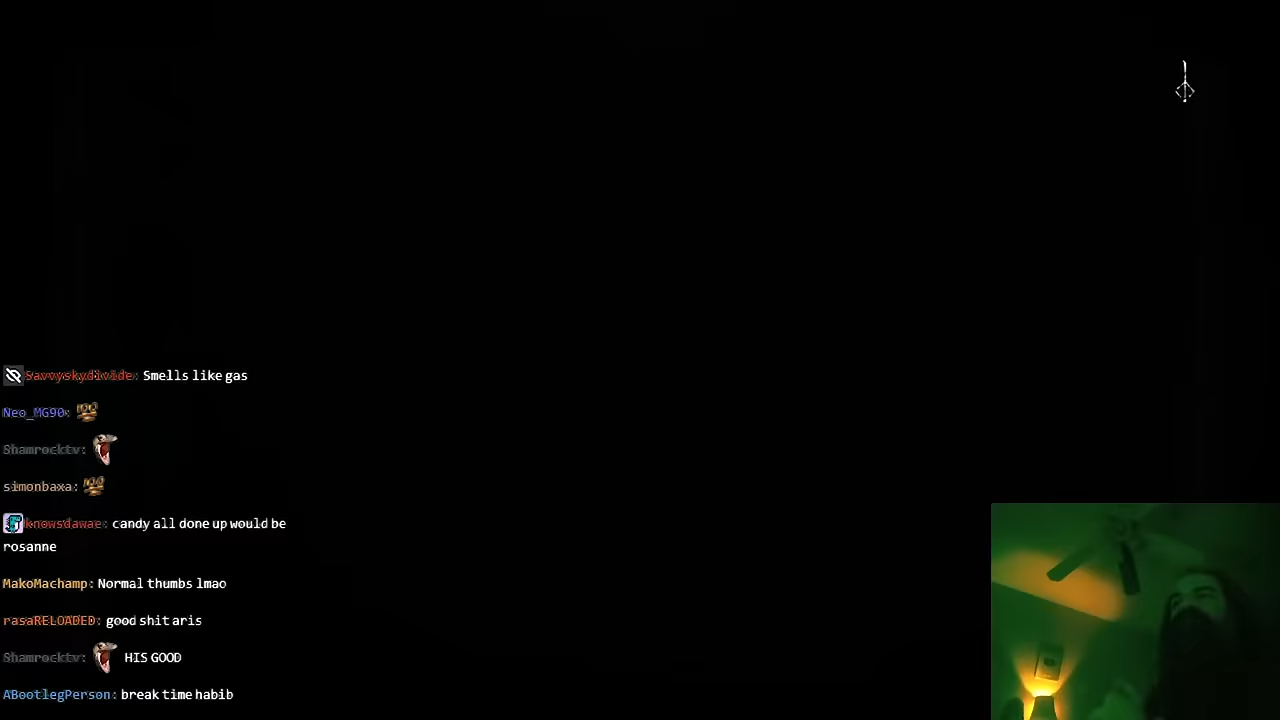 Savvyskydivide: Smells like gas
Neo_MG90:
Shamrocktv:
simonbaxa:
knowsdawae: candy all done up would be
rosanne
MakoMachamp: Normal thumbs lmao
rasaRELOADED: good shit aris
Shamrocktv: HIS GOOD
ABootlegPerson: break time habib